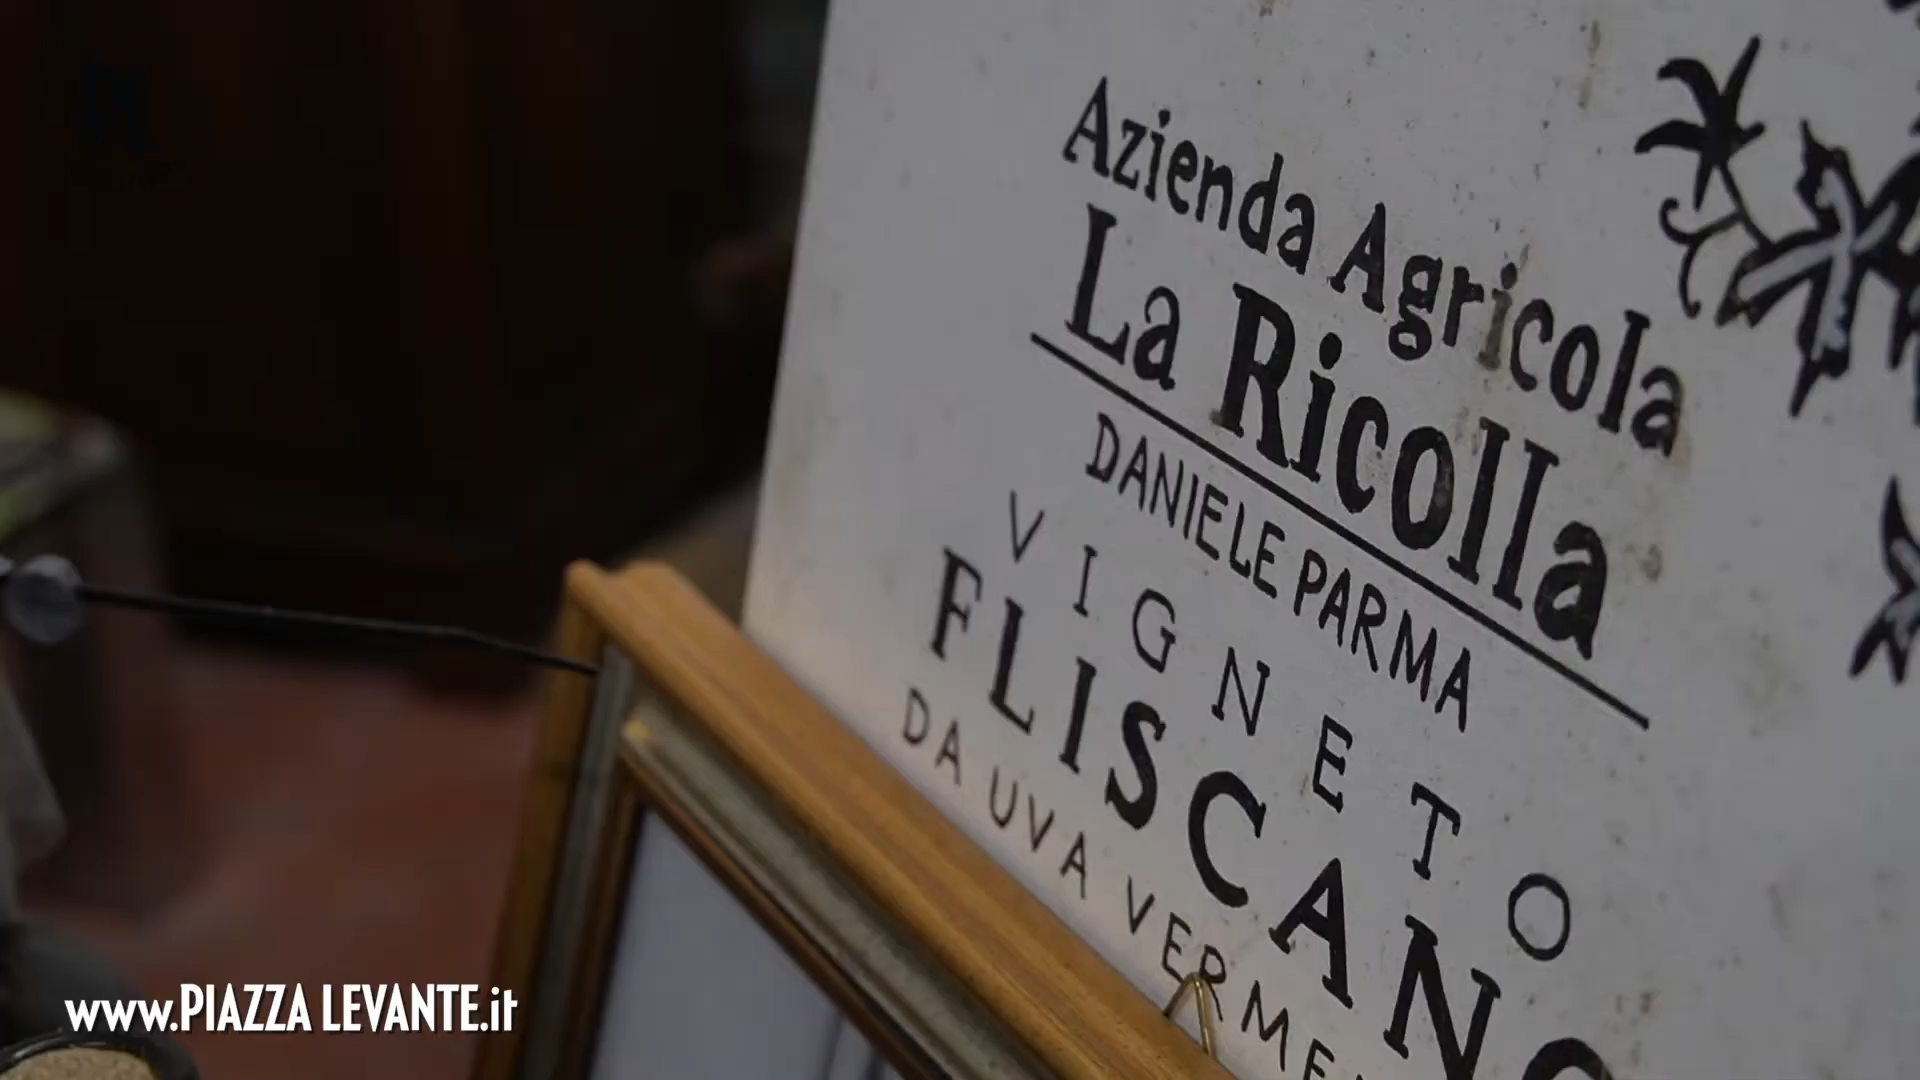 Azienda Agricola
La Ricolla
DANIELE PARMA
VIGNETO
FLISCANO
DA UVA VERME
www.PIAZZA LEVANTE.it